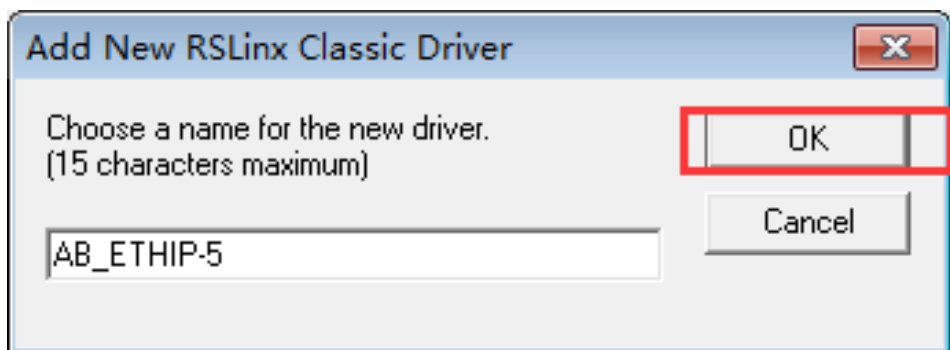 Add New RSLinx Classic Driver
Choose a name for the new driver.
(15 characters maximum)
OK
Cancel
AB_ETHIP-5